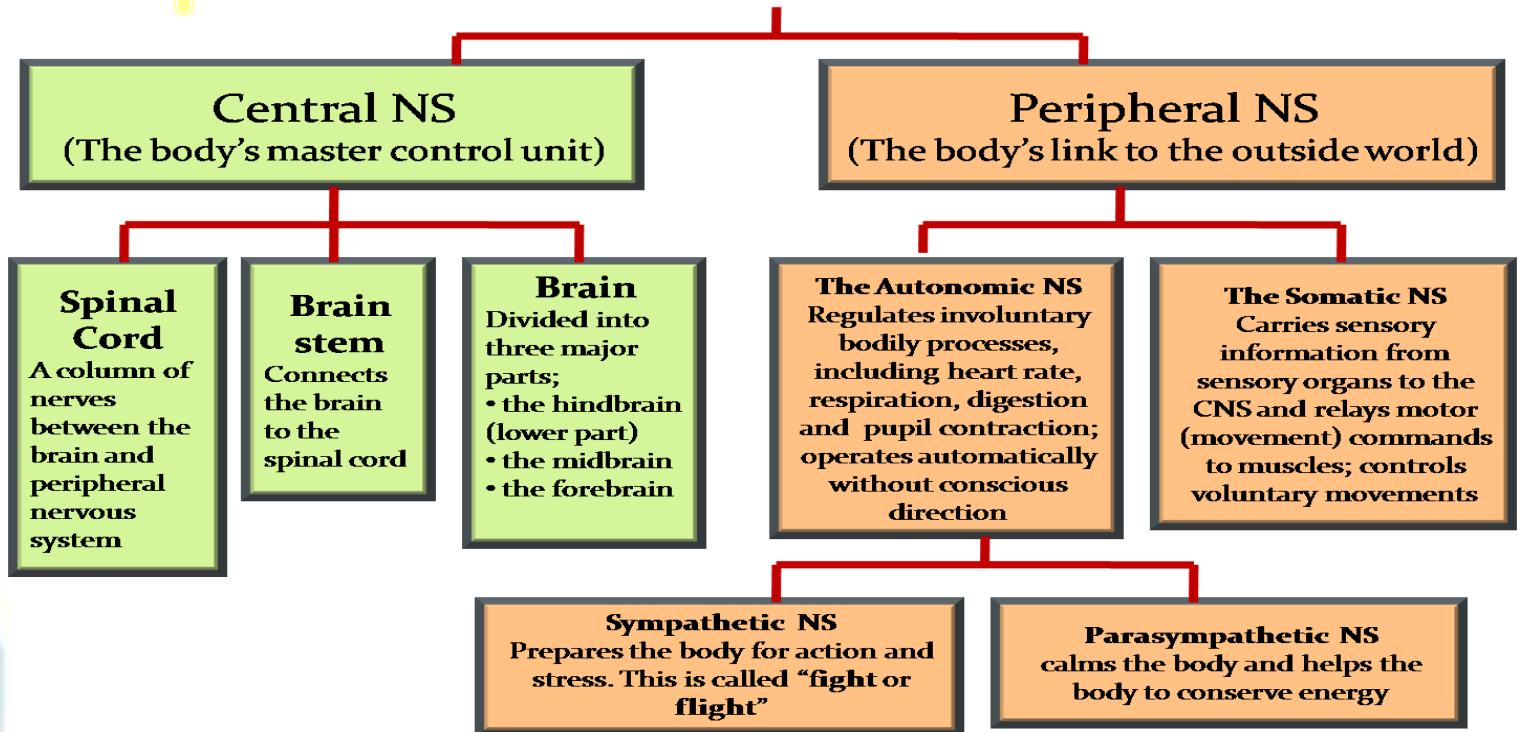 Central NS
(The body's master control unit)
Peripheral NS
(The body's link to the outside world)
Spinal
Cord
A column of
nerves
between the
brain and
peripheral
nervous
system
Brain
stem
Connects
the brain
to the
spinal cord
Brain
Divided into
three major
parts;
• the hindbrain
(lower part)
• the midbrain
• the forebrain
The Autonomic NS
Regulates involuntary
bodily processes,
including heart rate,
respiration, digestion
and pupil contraction;
operates automatically
without conscious
direction
The Somatic NS
Carries sensory
information from
sensory organs to the
CNS and relays motor
(movement) commands
to muscles; controls
voluntary movements
Sympathetic NS
Prepares the body for action and
stress. This is called “fight or
flight”
Parasympathetic NS
calms the body and helps the
body to conserve energy